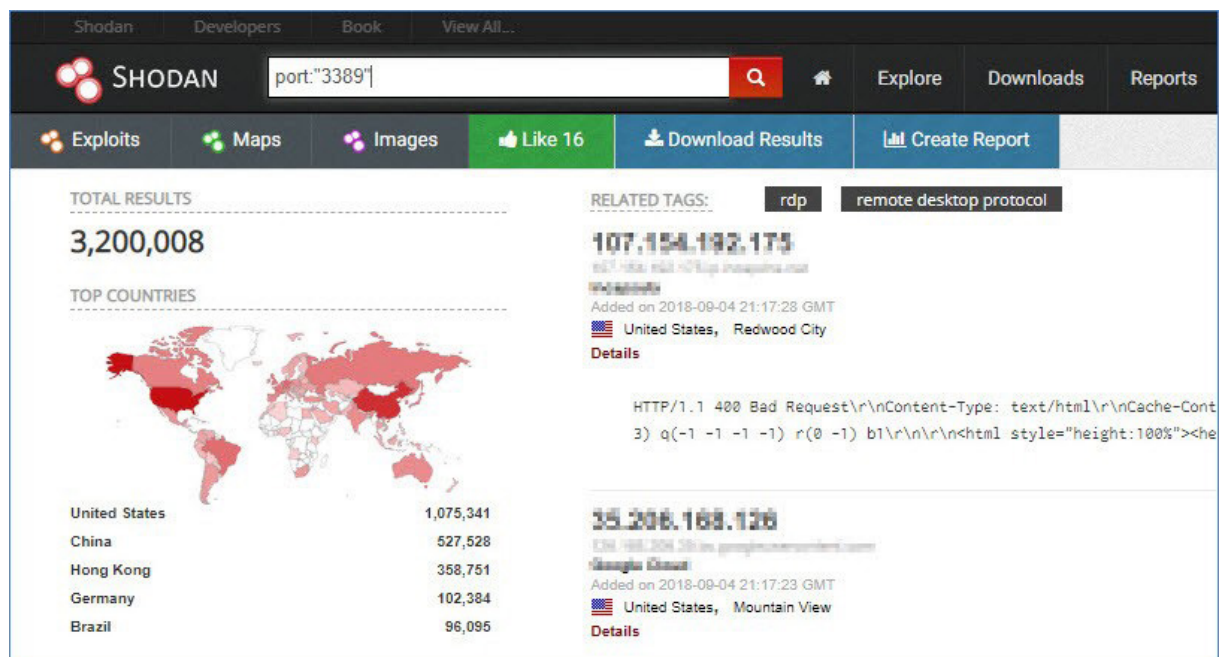 Shodan Developers Book View All...
SHODAN port:"3389" Explore Downloads Reports
Exploits Maps Images Like 16 Download Results Create Report
TOTAL RESULTS
3,200,008
TOP COUNTRIES
United States 1,075,341
China 527,528
Hong Kong 358,751
Germany 102,384
Brazil 96,095
RELATED TAGS: rdp remote desktop protocol
Added on 2018-09-04 21:17:28 GMT
United States, Redwood City
Details
HTTP/1.1 400 Bad Request\r\nContent-Type: text/html\r\nCache-Cont
3) q(-1 -1 -1 -1) r(0 -1) b1\r\n\r\n<html style="height:100%"><he
Added on 2018-09-04 21:17:23 GMT
United States, Mountain View
Details